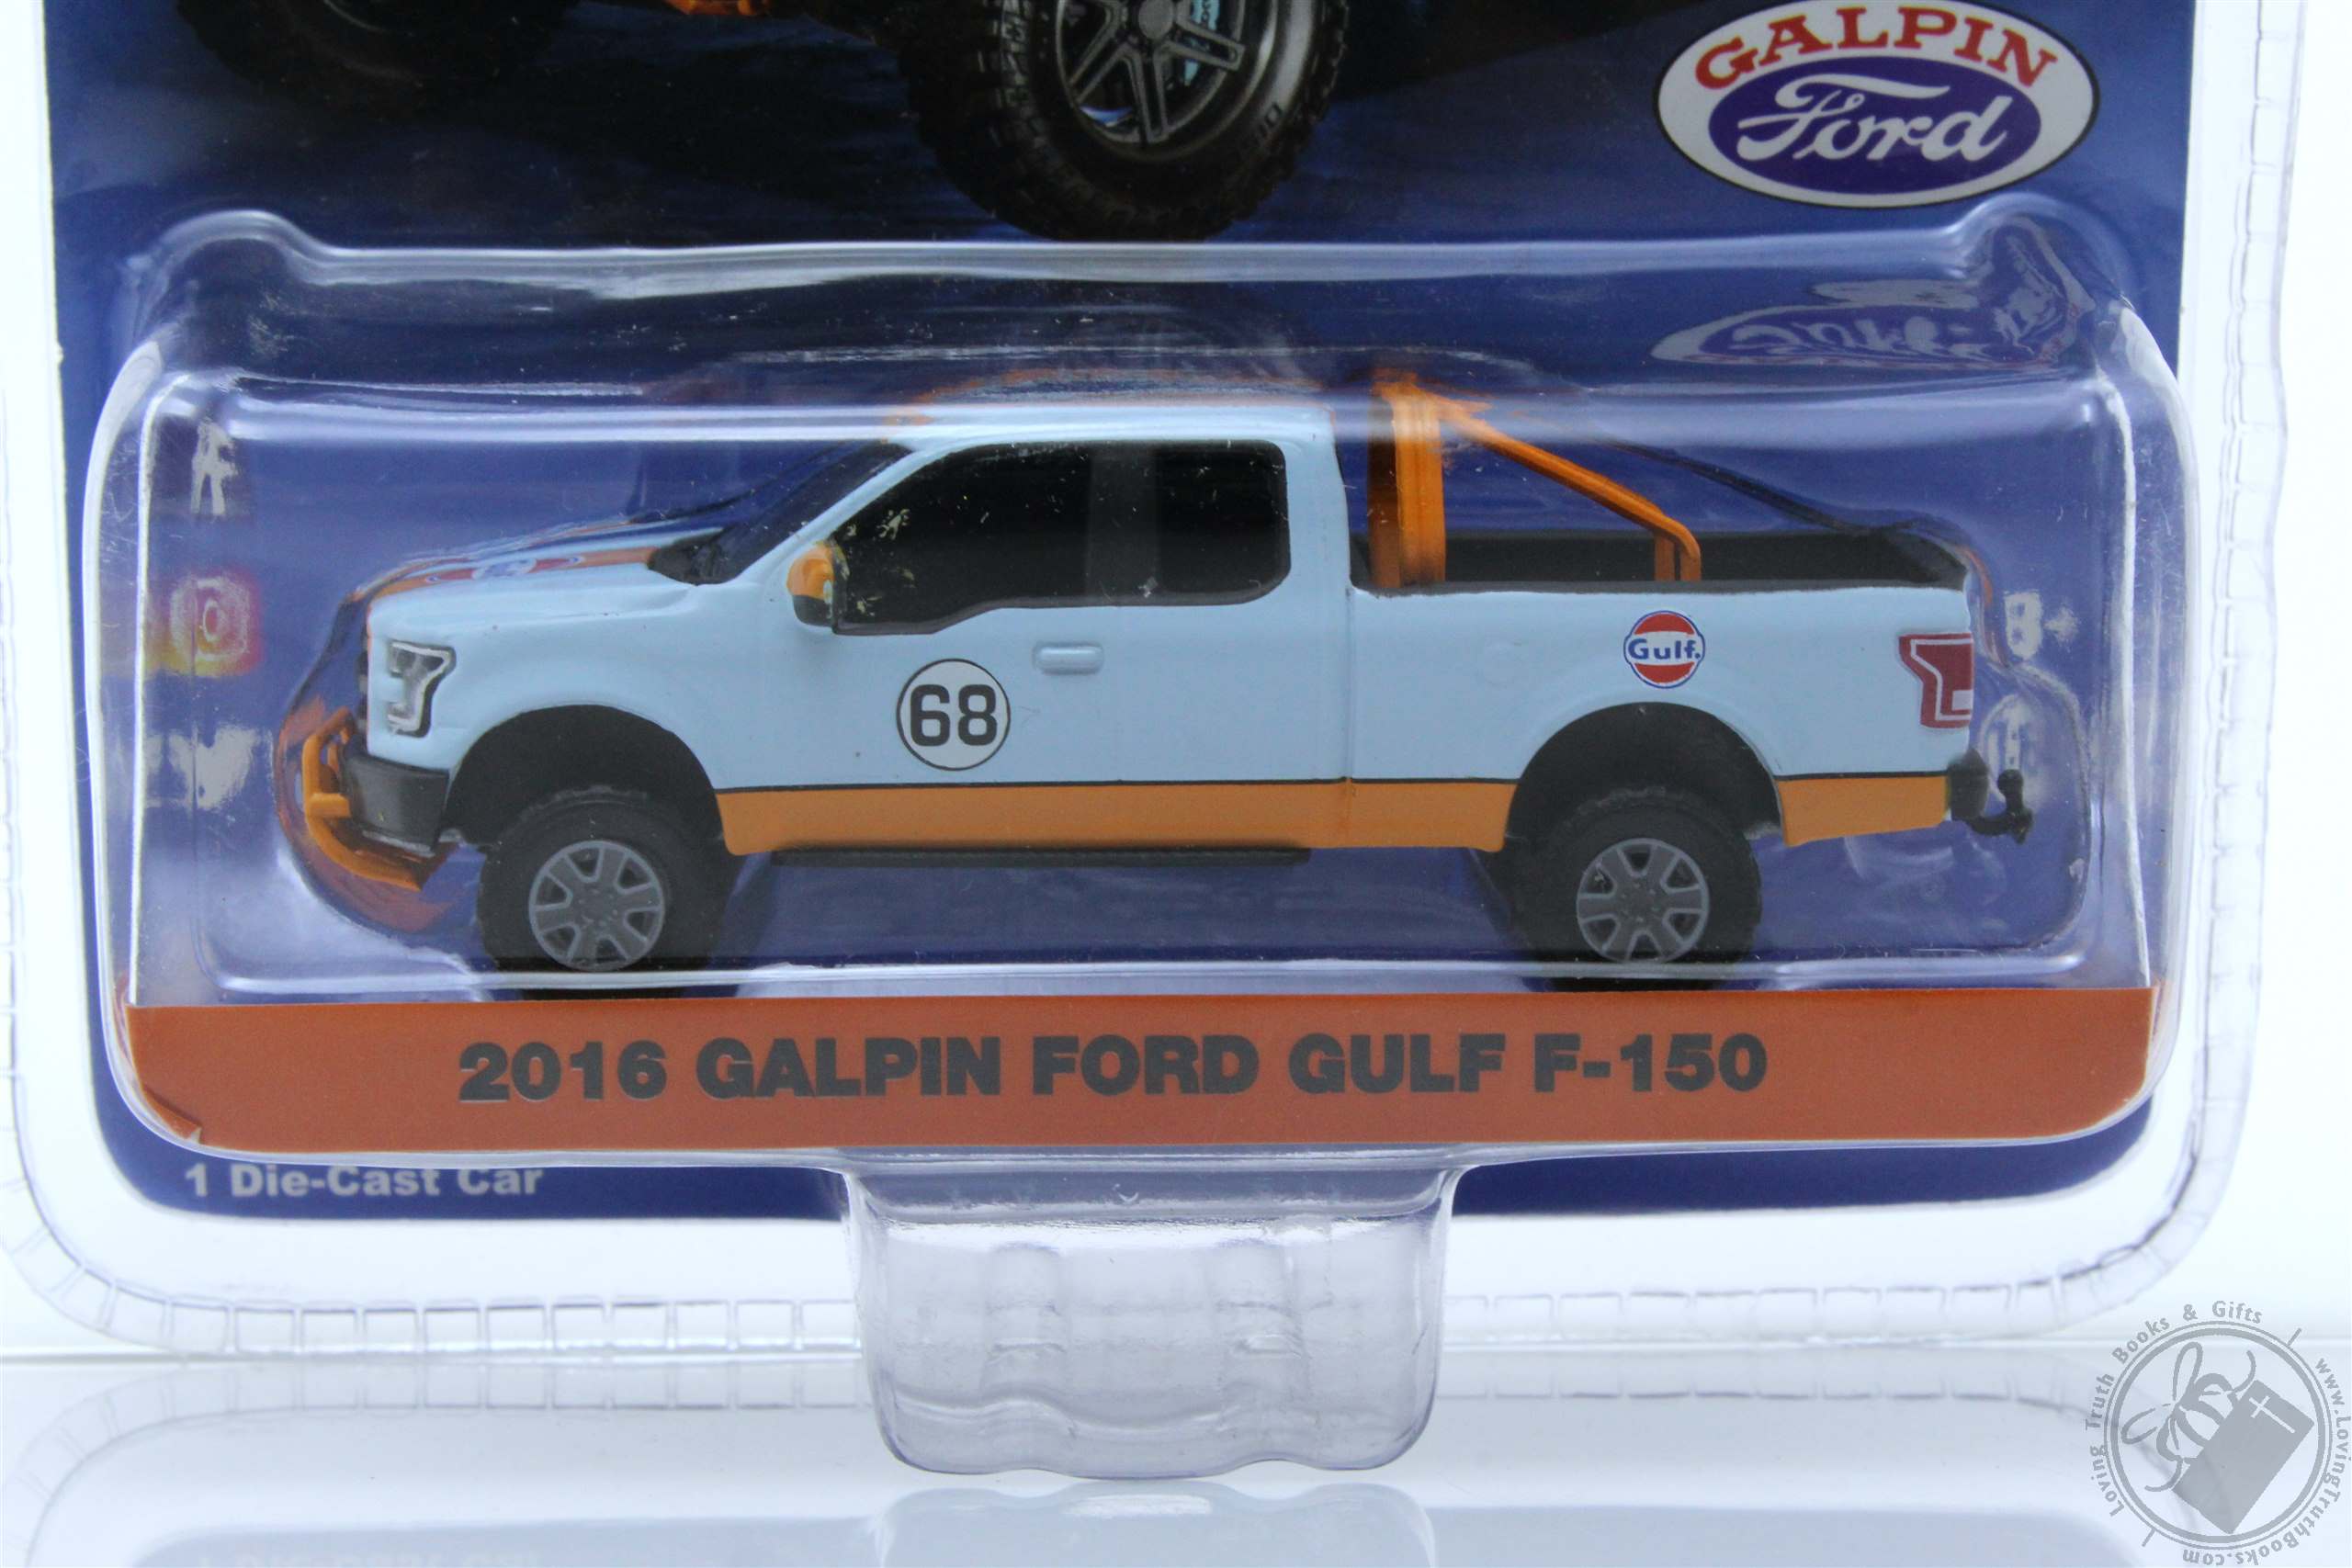 GALPIN
Ford
68
Gulf.
2016 GALPIN FORD GULF F-150
1 Die-Cast Car
Loving Truth Books & Gifts
www.LovingTruthBooks.com